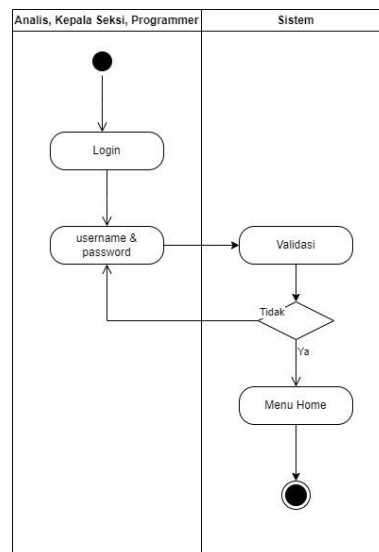 Analis, Kepala Seksi, Programmer
Sistem
Login
username &
password
Validasi
Tidak
Ya
Menu Home